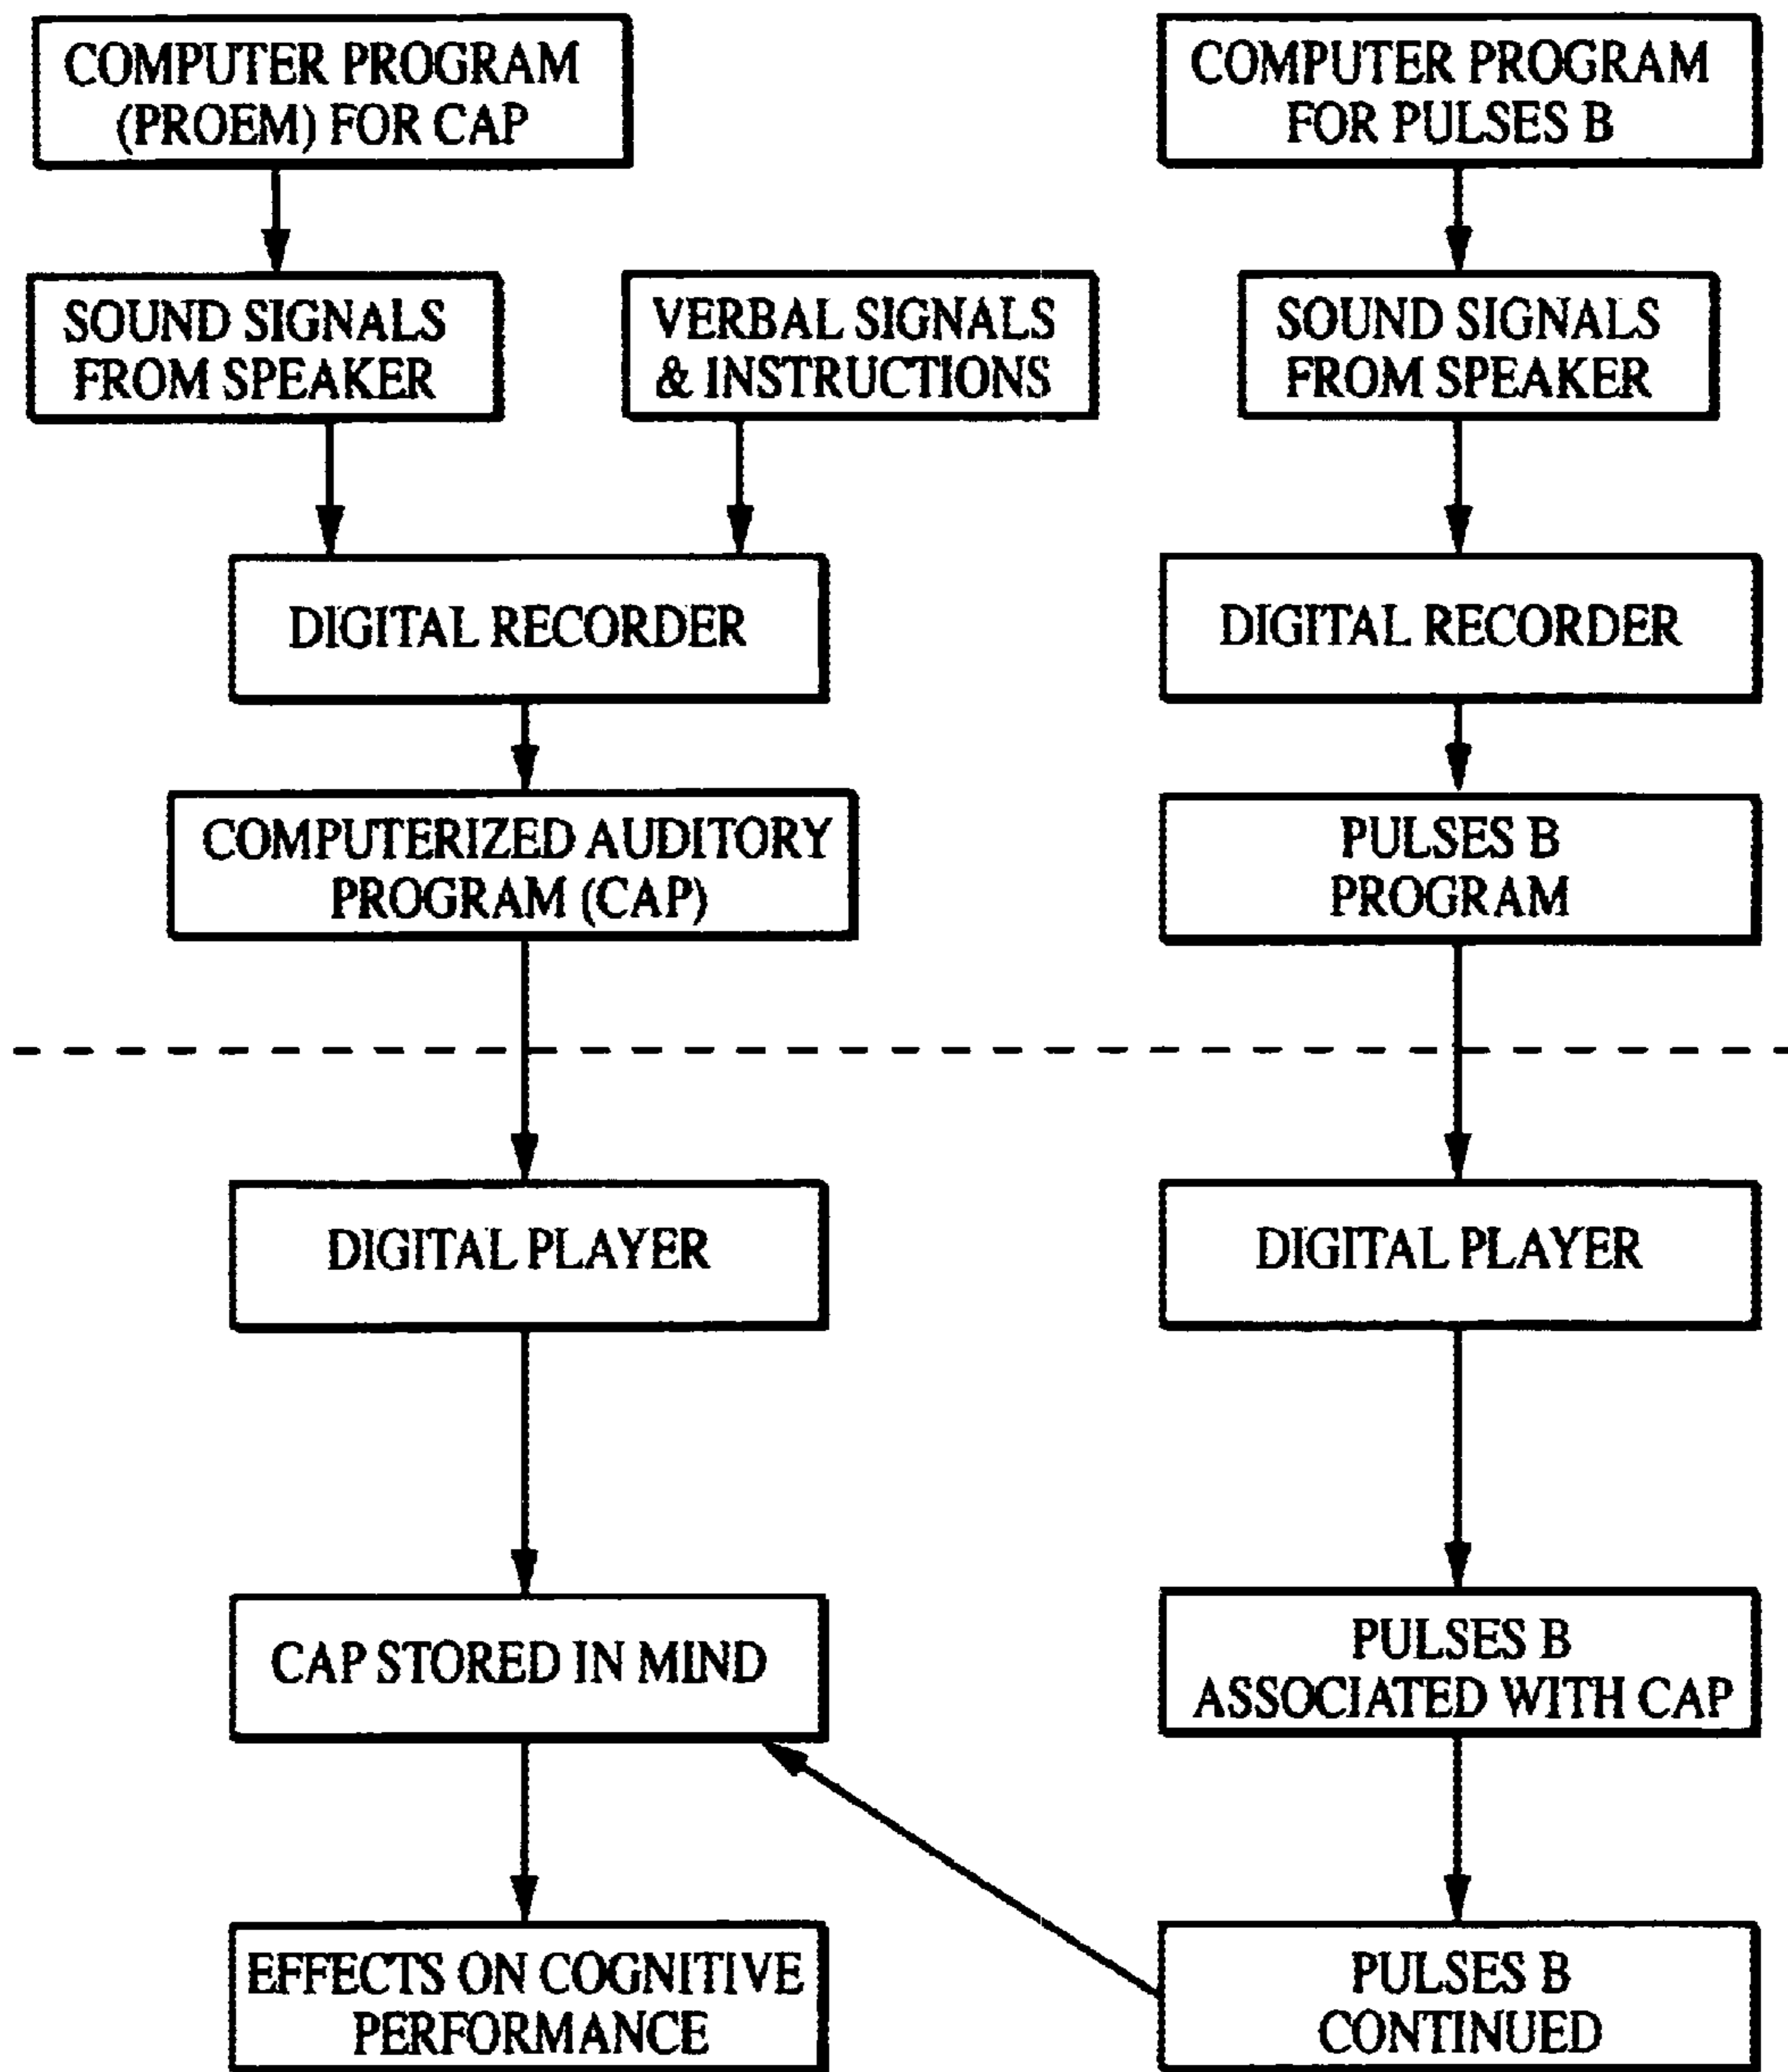 COMPUTER PROGRAM
(PROEM) FOR CAP
COMPUTER PROGRAM
FOR PULSES B
SOUND SIGNALS
FROM SPEAKER
VERBAL SIGNALS
& INSTRUCTIONS
SOUND SIGNALS
FROM SPEAKER
DIGITAL RECORDER
DIGITAL RECORDER
COMPUTERIZED AUDITORY
PROGRAM (CAP)
PULSES B
PROGRAM
DIGITAL PLAYER
DIGITAL PLAYER
CAP STORED IN MIND
PULSES B
ASSOCIATED WITH CAP
EFFECTS ON COGNITIVE
PERFORMANCE
PULSES B
CONTINUED